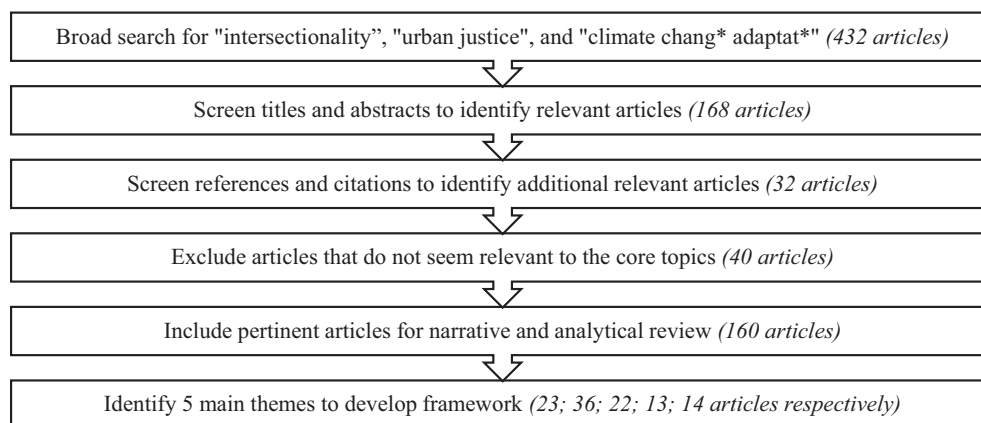 Broad search for "intersectionality”, "urban justice", and "climate chang* adaptat*" (432 articles)
Screen titles and abstracts to identify relevant articles (168 articles)
Screen references and citations to identify additional relevant articles (32 articles)
Exclude articles that do not seem relevant to the core topics (40 articles)
Include pertinent articles for narrative and analytical review (160 articles)
Identify 5 main themes to develop framework (23; 36; 22; 13; 14 articles respectively)